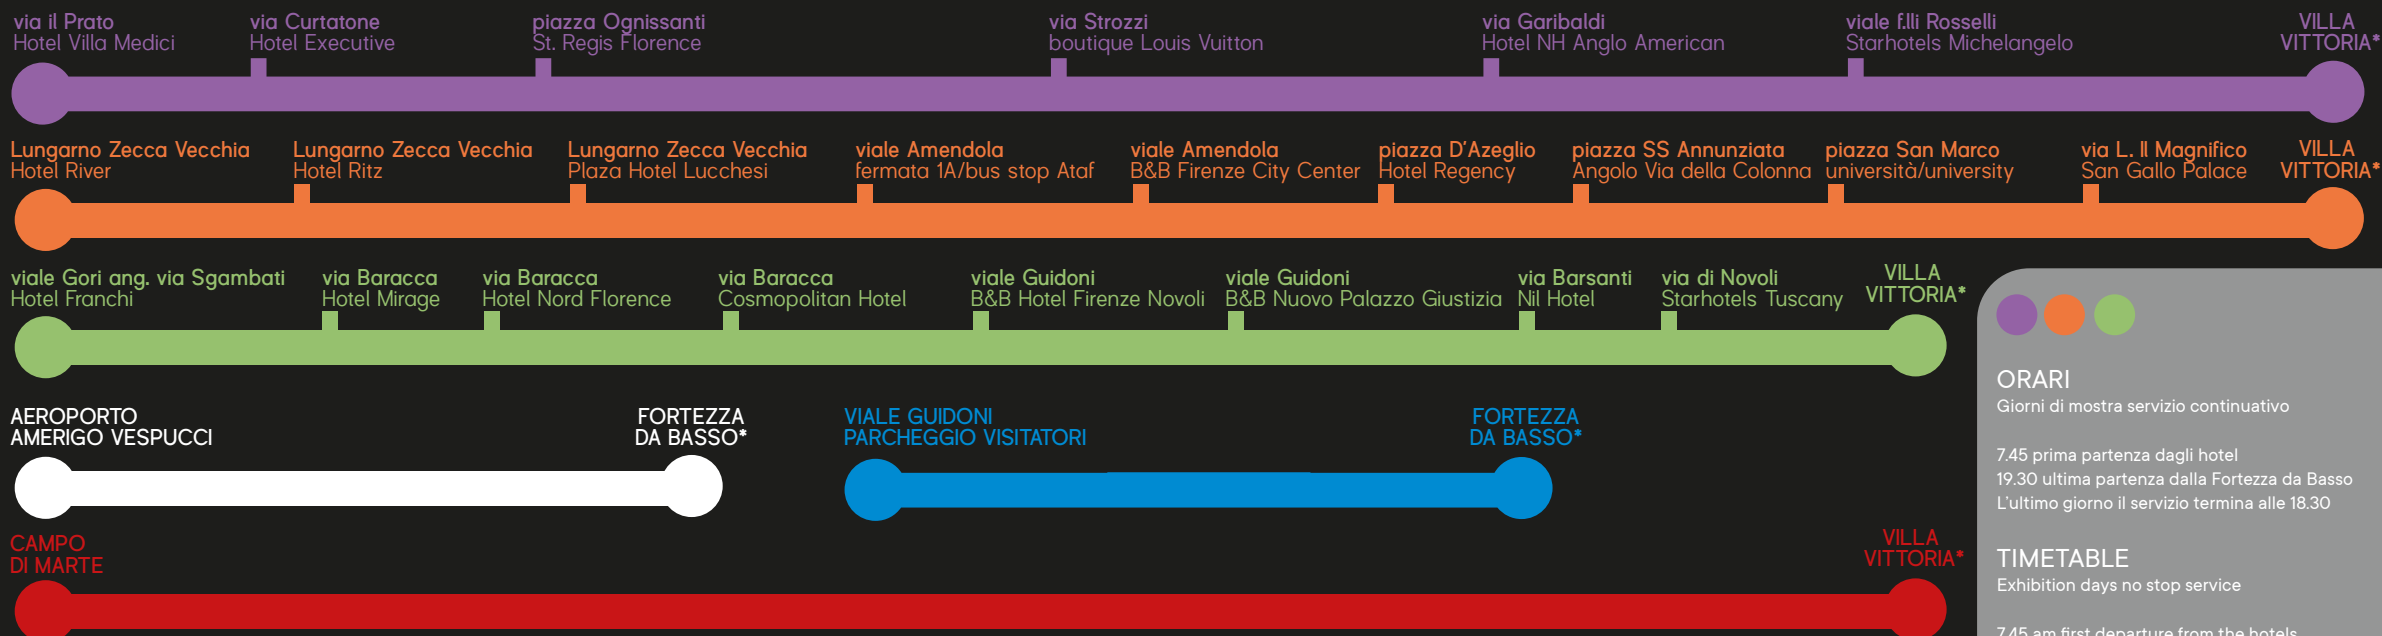 via il Prato
Hotel Villa Medici
via Curtatone
Hotel Executive
piazza Ognissanti
St. Regis Florence
via Strozzi
boutique Louis Vuitton
via Garibaldi
Hotel NH Anglo American
viale f.lli Rosselli
Starhotels Michelangelo
VILLA
VITTORIA*
Lungarno Zecca Vecchia
Hotel River
Lungarno Zecca Vecchia
Hotel Ritz
Lungarno Zecca Vecchia
Plaza Hotel Lucchesi
viale Amendola
fermata 1A/bus stop Ataf
viale Amendola
B&B Firenze City Center
piazza D'Azeglio
Hotel Regency
piazza SS Annunziata
Angolo Via della Colonna
piazza San Marco
università/university
via L. Il Magnifico
San Gallo Palace
VILLA
VITTORIA*
viale Gori ang. via Sgambati
Hotel Franchi
via Baracca
Hotel Mirage
via Baracca
Hotel Nord Florence
via Baracca
Cosmopolitan Hotel
viale Guidoni
B&B Hotel Firenze Novoli
viale Guidoni
B&B Nuovo Palazzo Giustizia
via Barsanti
Nil Hotel
via di Novoli
Starhotels Tuscany
VILLA
VITTORIA*
AEROPORTO
AMERIGO VESPUCCI
FORTEZZA
DA BASSO*
VIALE GUIDONI
PARCHEGGIO VISITATORI
FORTEZZA
DA BASSO*
CAMPO
DI MARTE
VILLA
VITTORIA*
ORARI
Giorni di mostra servizio continuativo
7.45 prima partenza dagli hotel
19.30 ultima partenza dalla Fortezza da Basso
L'ultimo giorno il servizio termina alle 18.30
TIMETABLE
Exhibition days no stop service
7.45 am first departure from the hotels